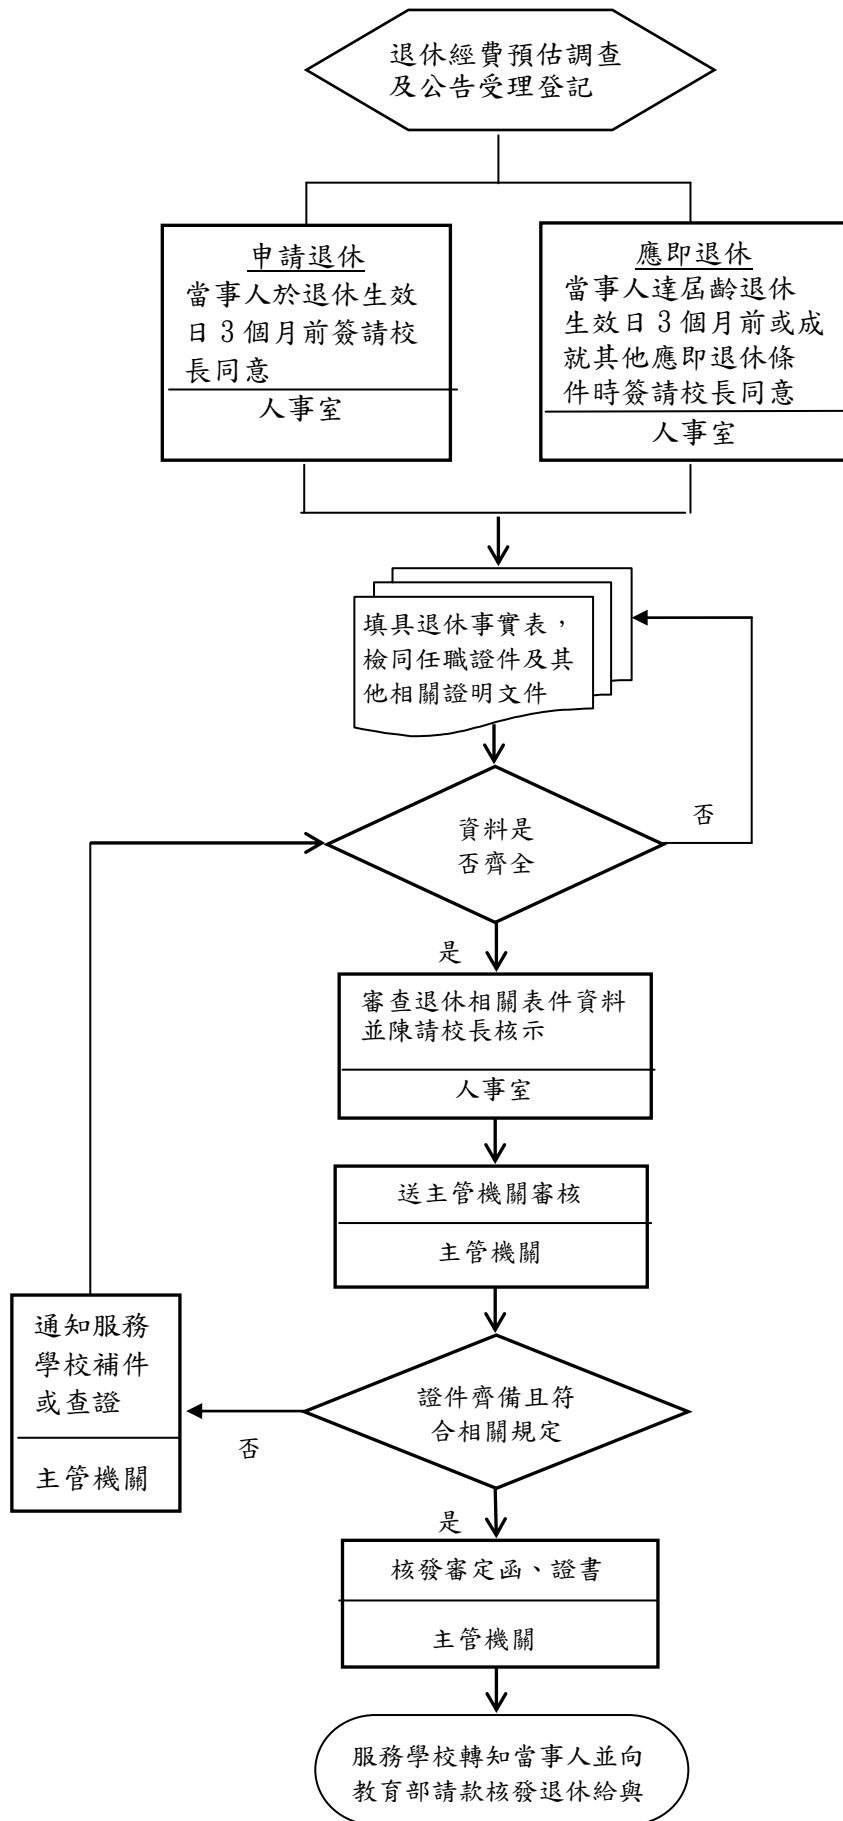 退休經費預估調查
及公告受理登記
申請退休
當事人於退休生效
日 3 個月前簽請校
長同意
人事室
應即退休
當事人達屆齡退休
生效日 3 個月前或成
就其他應即退休條
件時簽請校長同意
人事室
填具退休事實表，
檢同任職證件及其
他相關證明文件
資料是
否齊全
否
是
審查退休相關表件資料
並陳請校長核示
人事室
送主管機關審核
主管機關
證件齊備且符
合相關規定
否
通知服務
學校補件
或查證
主管機關
是
核發審定函、證書
主管機關
服務學校轉知當事人並向
教育部請款核發退休給與